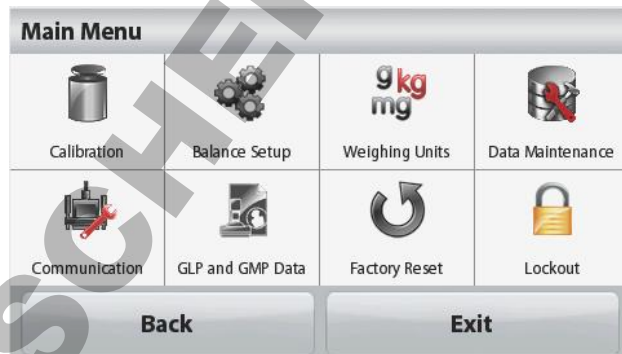 Main Menu
g kg
mg
Calibration
Balance Setup
Weighing Units
Data Maintenance
Communication
GLP and GMP Data
Factory Reset
Lockout
Back
Exit